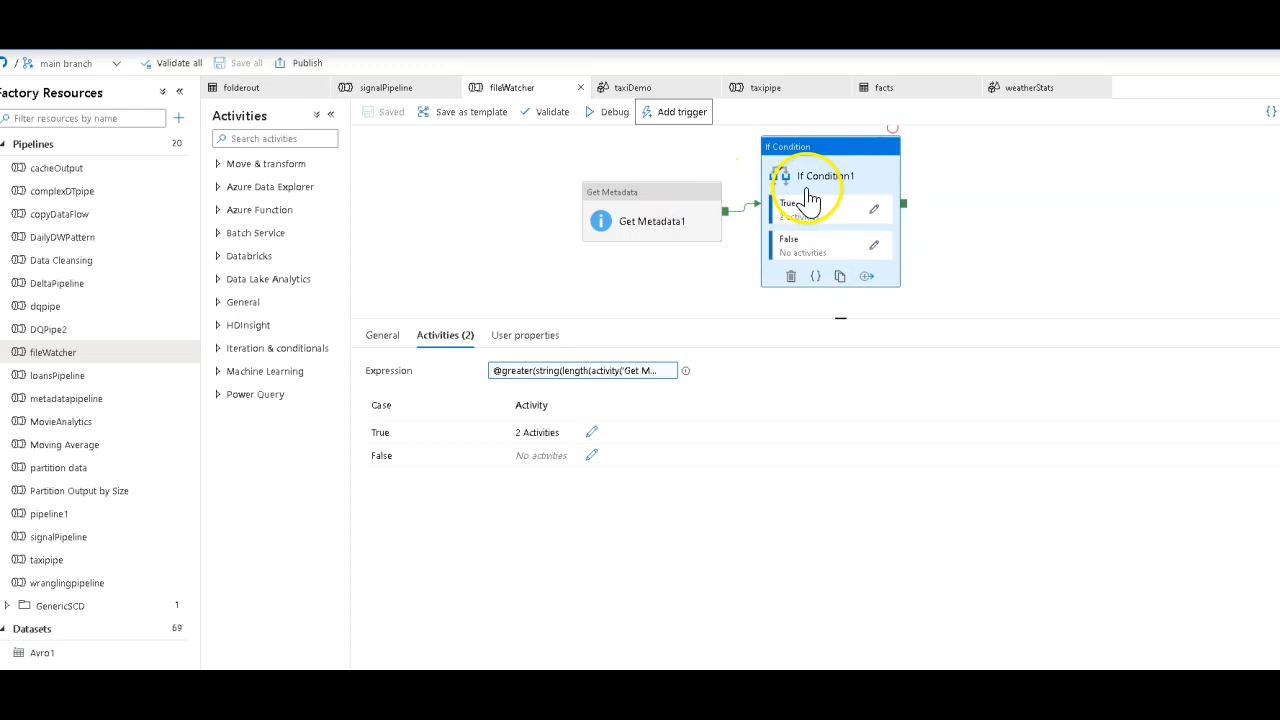 / main branch Validate all Save all Publish
Factory Resources
Filter resources by name
Pipelines 20
cacheOutput
complexDTpipe
copyDataFlow
DailyDWPattern
Data Cleansing
DeltaPipeline
dqpipe
DQPipe2
fileWatcher
loansPipeline
metadatapipeline
MovieAnalytics
Moving Average
partition data
Partition Output by Size
pipeline1
signalPipeline
taxipipe
wranglingpipeline
GenericSCD 1
Datasets 69
Avro1
folderout signalPipeline fileWatcher taxiDemo taxipipe facts weatherStats
Activities
Search activities
Move & transform
Azure Data Explorer
Azure Function
Batch Service
Databricks
Data Lake Analytics
General
HDInsight
Iteration & conditionals
Machine Learning
Power Query
Saved Save as template Validate Debug Add trigger {}
Get Metadata
Get Metadata1
If Condition
If Condition1
True
2 activities
False
No activities
{}
General Activities (2) User properties
Expression @greater(string(length(activity('Get M...
Case Activity
True 2 Activities
False No activities